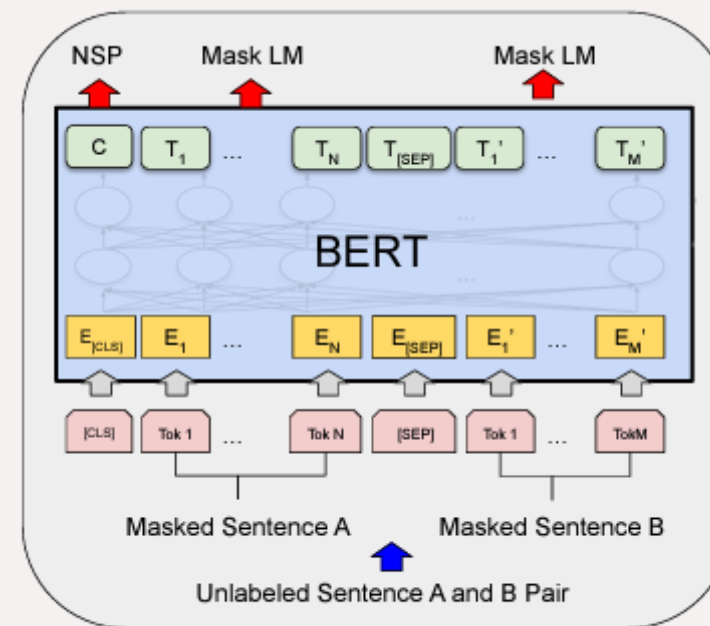 NSP Mask LM Mask LM
C T1 ... TN T[SEP] T1' ... TM'
...
BERT
...
E[CLS] E1 ... EN E[SEP] E1' ... EM'
[CLS] Tok 1 ... Tok N [SEP] Tok 1 ... TokM
Masked Sentence A Masked Sentence B
Unlabeled Sentence A and B Pair